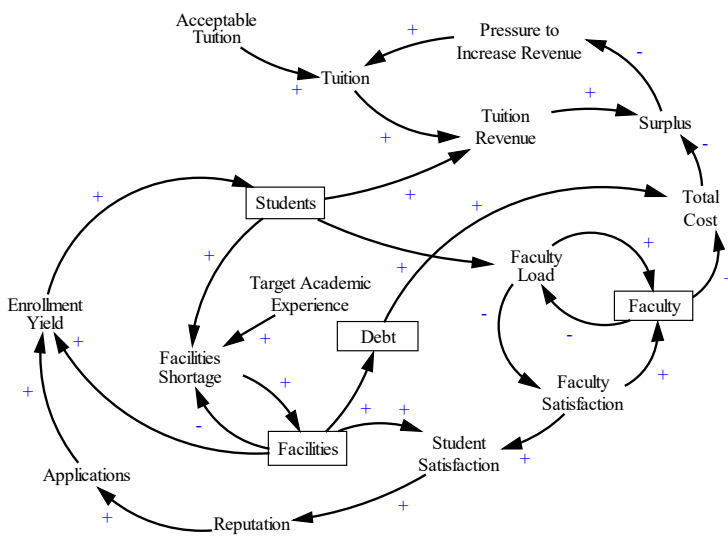 Acceptable
Tuition
+
Tuition
+
Pressure to
Increase Revenue
-
+
Tuition
Revenue
+
Surplus
-
Total
Cost
+
Students
+
+
+
+
+
Faculty
Load
+
Faculty
-
-
Target Academic
Experience
+
Enrollment
Yield
+
Debt
Facilities
Shortage
+
-
Facilities
+
+
Faculty
Satisfaction
+
+
Student
Satisfaction
+
Applications
+
Reputation
+